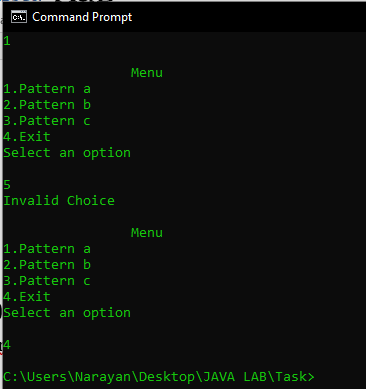 Command Prompt
1
Menu
1.Pattern a
2.Pattern b
3.Pattern c
4.Exit
Select an option
5
Invalid Choice
Menu
1.Pattern a
2.Pattern b
3.Pattern c
4.Exit
Select an option
4
C:\Users\Narayan\Desktop\JAVA LAB\Task>